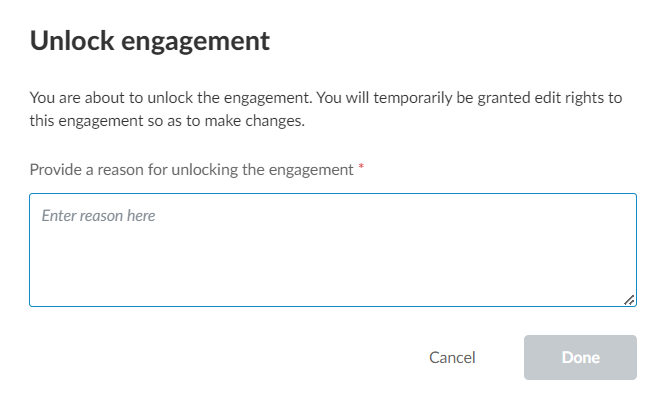 Unlock engagement
You are about to unlock the engagement. You will temporarily be granted edit rights to
this engagement so as to make changes.
Provide a reason for unlocking the engagement *
Enter reason here
Cancel
Done